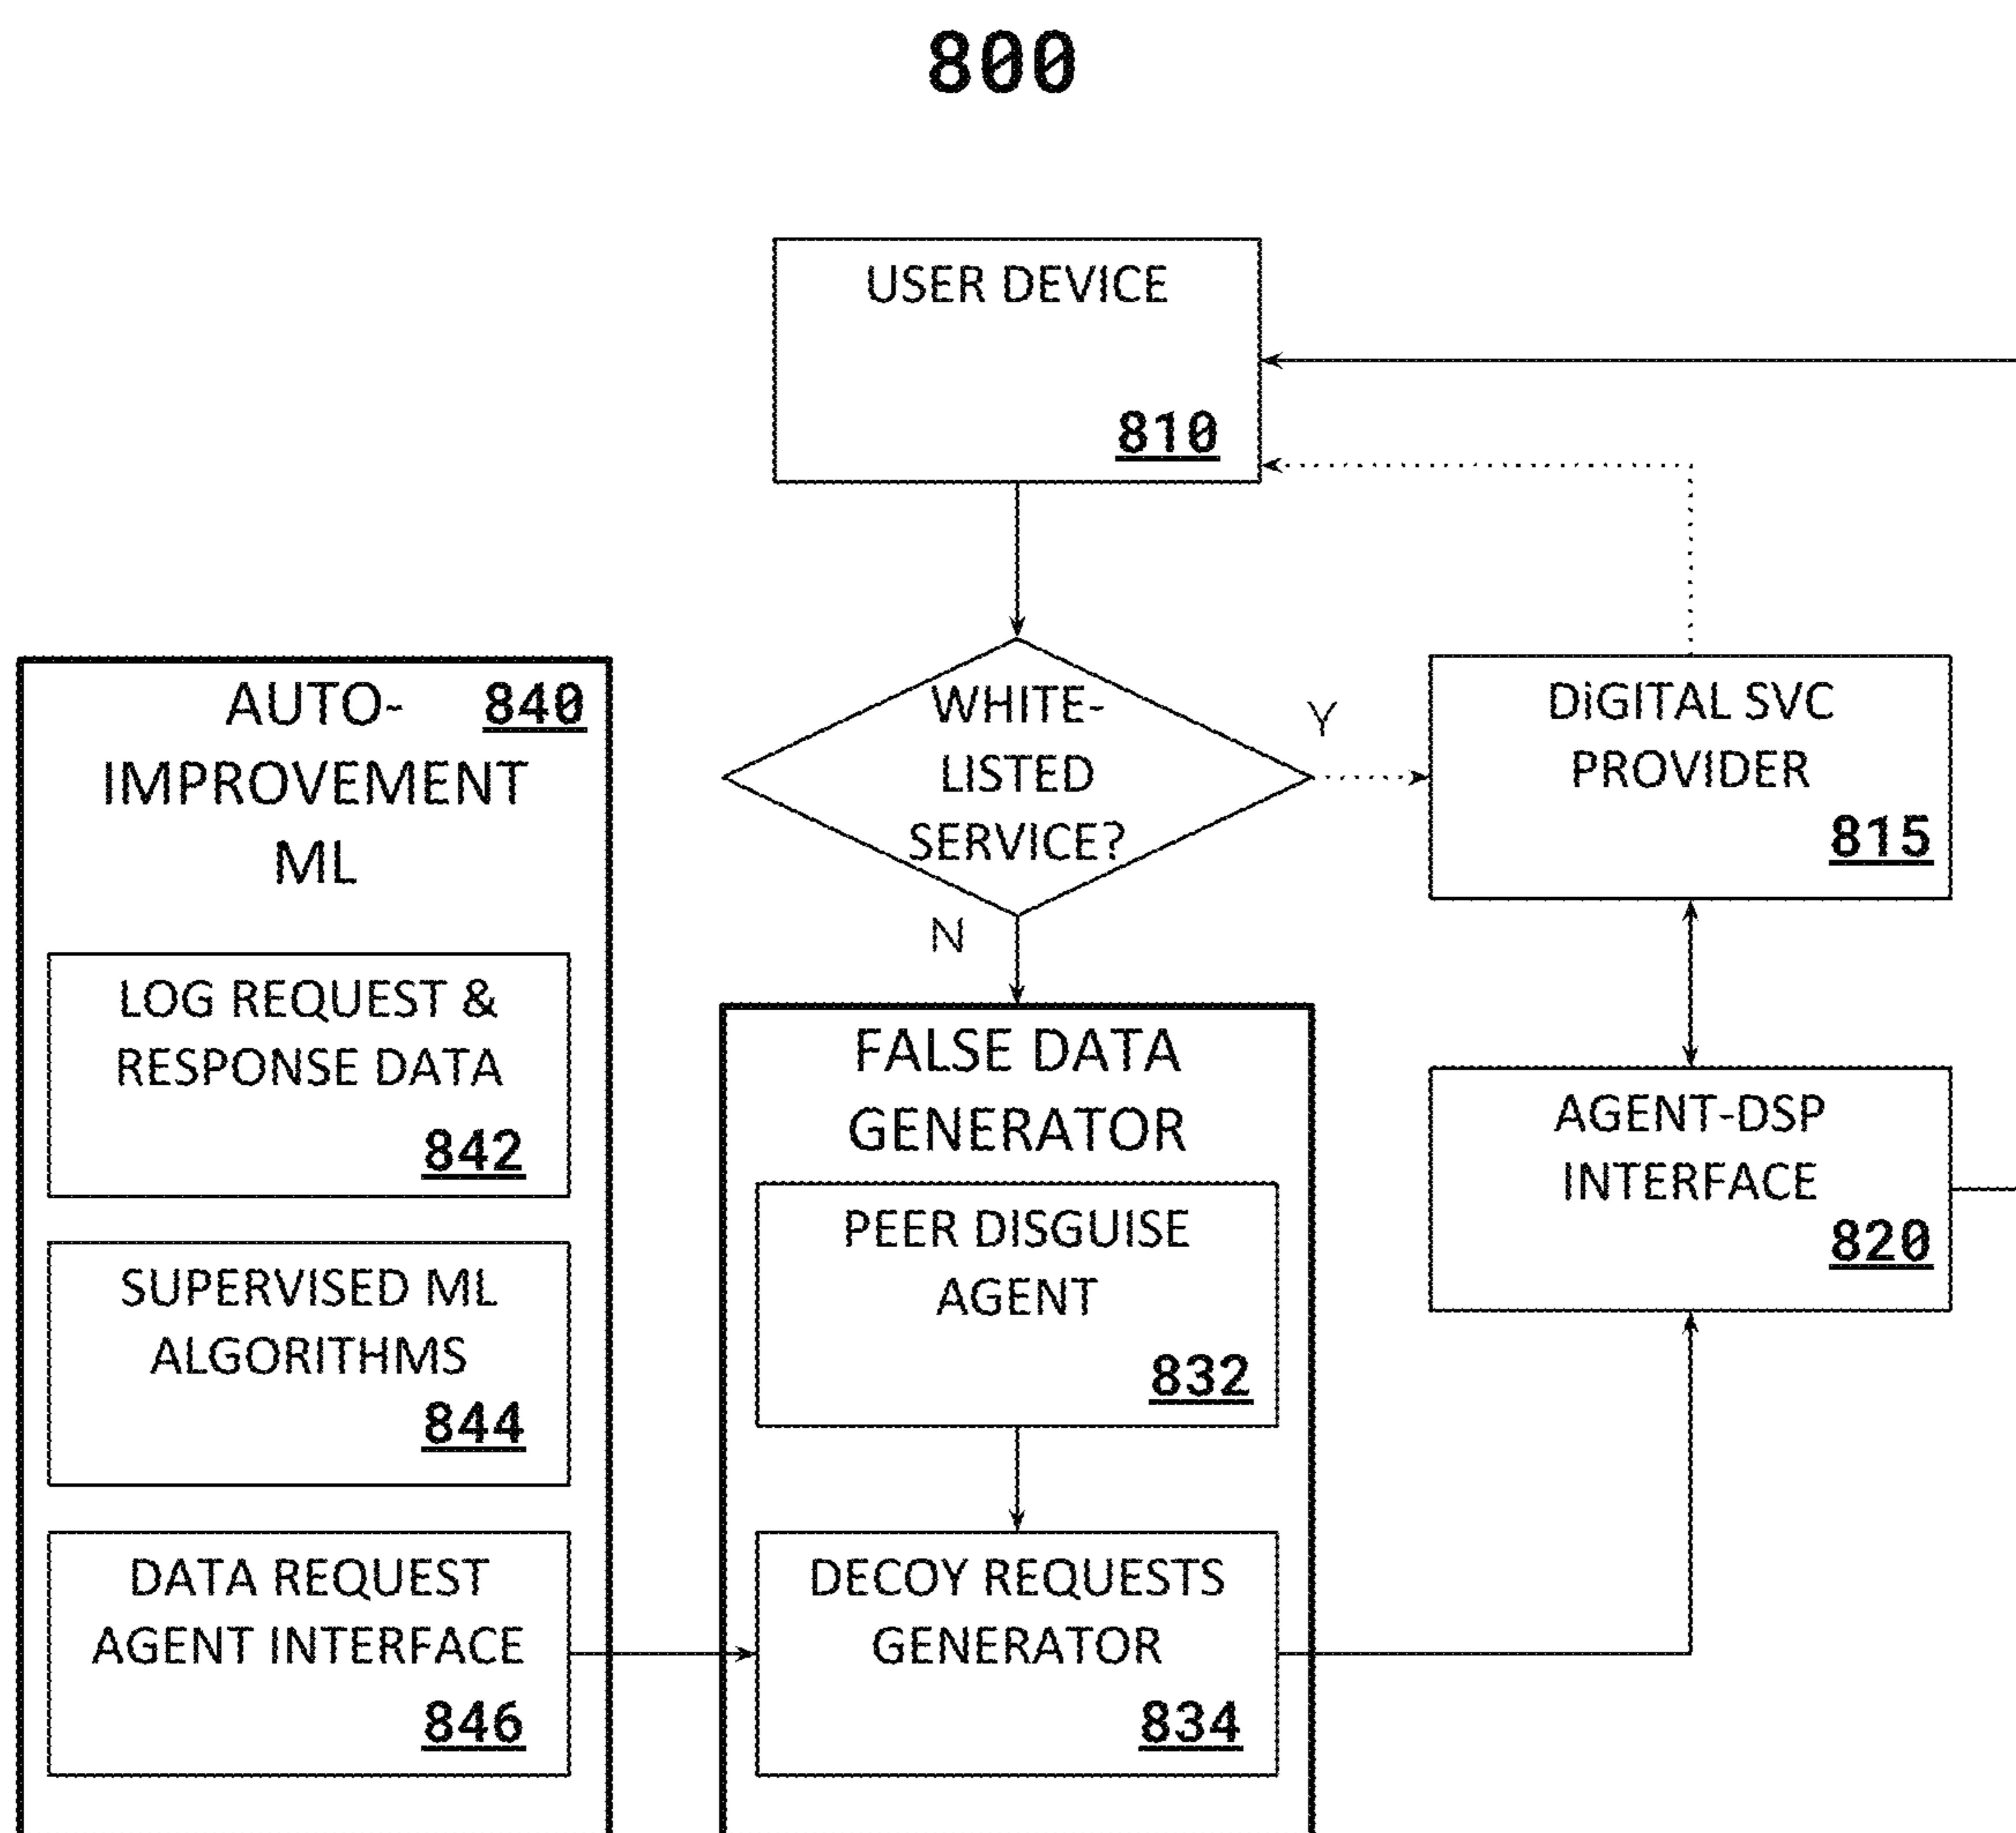 800
USER DEVICE
810
WHITE-
LISTED
SERVICE?
Y
N
DiGITAL SVC
PROVIDER
815
AGENT-DSP
INTERFACE
820
AUTO-
840
IMPROVEMENT
ML
LOG REQUEST &
RESPONSE DATA
842
SUPERVISED ML
ALGORITHMS
844
DATA REQUEST
AGENT INTERFACE
846
FALSE DATA
GENERATOR
PEER DISGUISE
AGENT
832
DECOY REQUESTS
GENERATOR
834